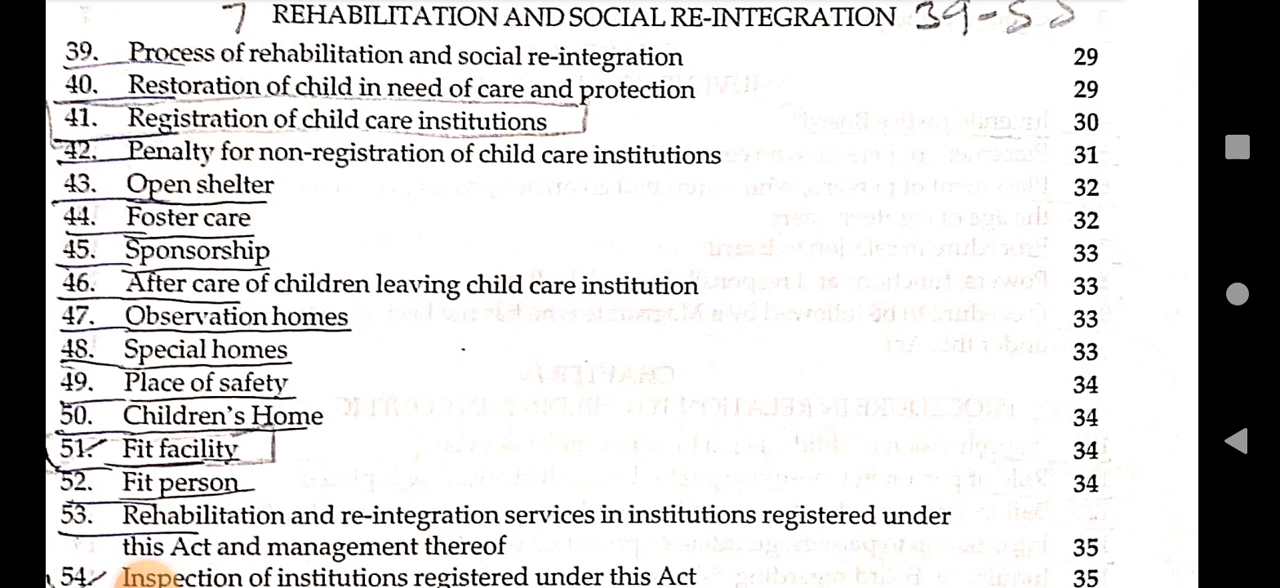 7 REHABILITATION AND SOCIAL RE-INTEGRATION 39-55
39. Process of rehabilitation and social re-integration 29
40. Restoration of child in need of care and protection 29
41. Registration of child care institutions 30
42. Penalty for non-registration of child care institutions 31
43. Open shelter 32
44. Foster care 32
45. Sponsorship 33
46. After care of children leaving child care institution 33
47. Observation homes 33
48. Special homes 33
49. Place of safety 34
50. Children's Home 34
51. Fit facility 34
52. Fit person 34
53. Rehabilitation and re-integration services in institutions registered under
this Act and management thereof 35
54. Inspection of institutions registered under this Act 35